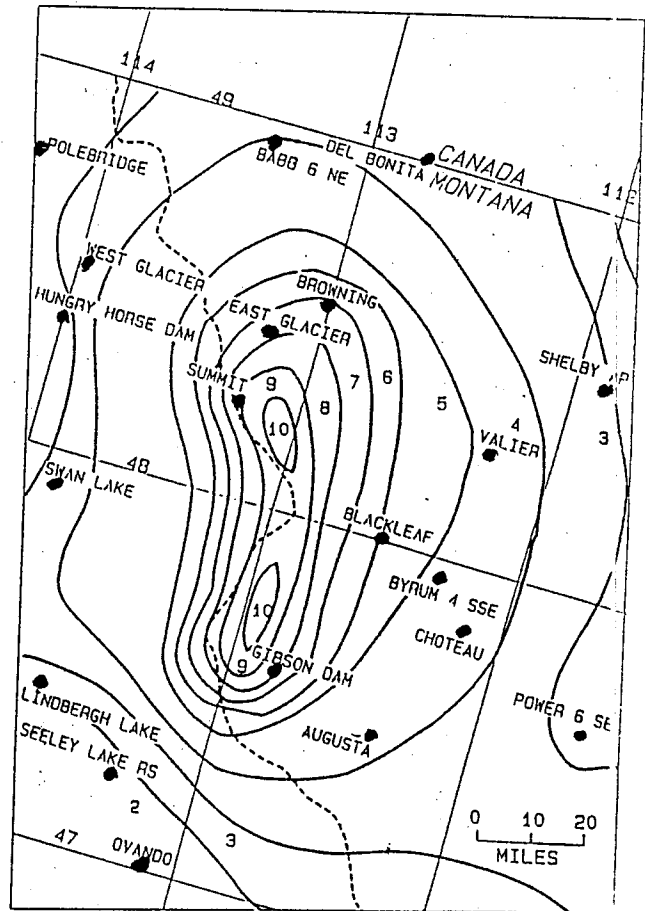 114
49
113
CANADA
POLEBRIDGE
BABB 6 NE
DEL BONITA
MONTANA
112
WEST GLACIER
BROWNING
HUNGRY HORSE DAM
EAST GLACIER
SHELBY AP
SUMMIT
9
8
7
6
5
4
3
10
VALIER
48
SWAN LAKE
BLACKLEAF
BYRUM 4 SSE
10
CHOTEAU
9
GIBSON DAM
LINDBERGH LAKE
POWER 6 SE
SEELEY LAKE RS
AUGUSTA
2
3
0 10 20
MILES
47
OVANDO